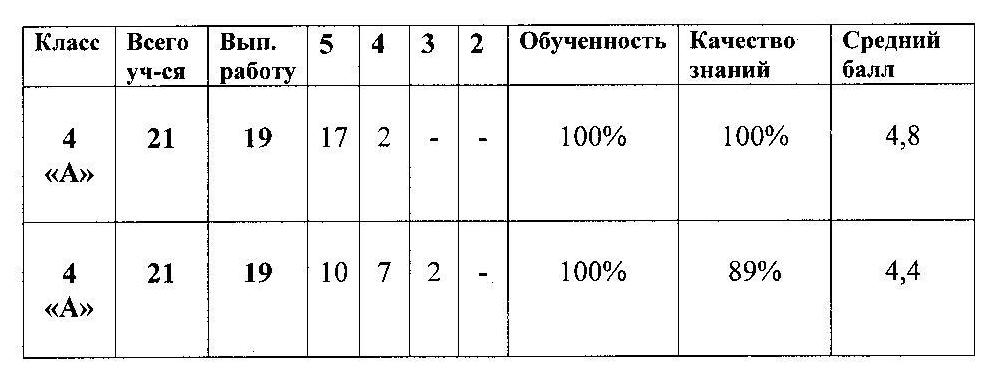 Класс Всего уч-ся Вып. работу 5 4 3 2 Обученность Качество знаний Средний балл
4 «А» 21 19 17 2 - - 100% 100% 4,8
4 «А» 21 19 10 7 2 - 100% 89% 4,4